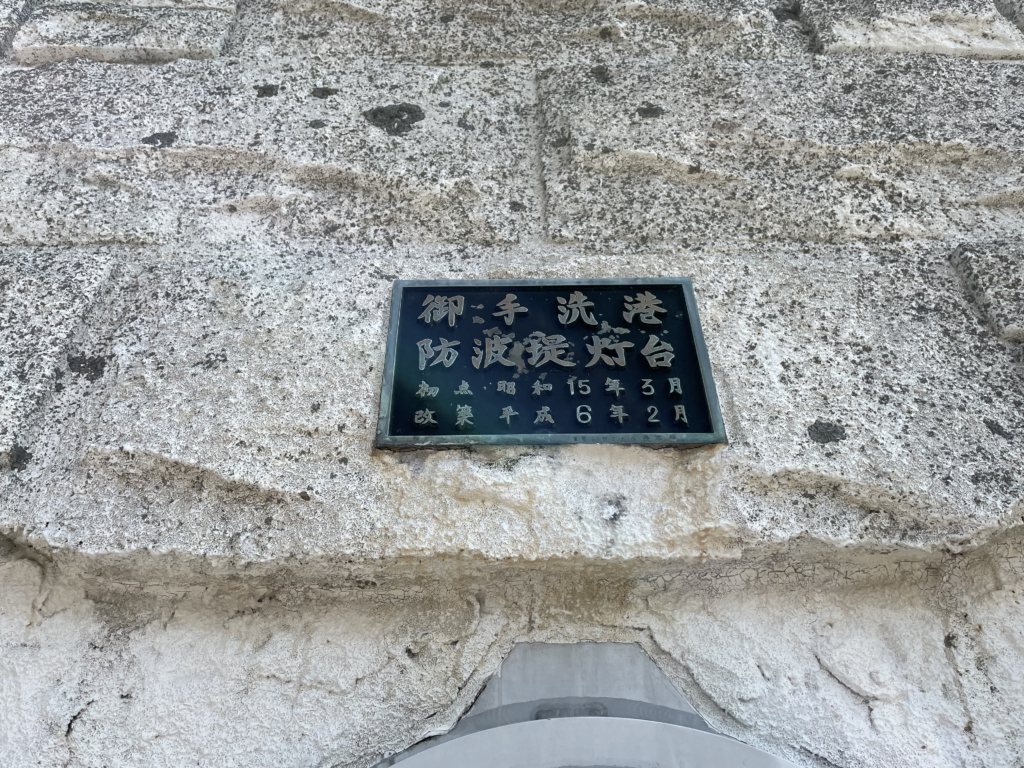 御手洗港
防波堤灯台
初点 昭和15年3月
改築 平成6年2月